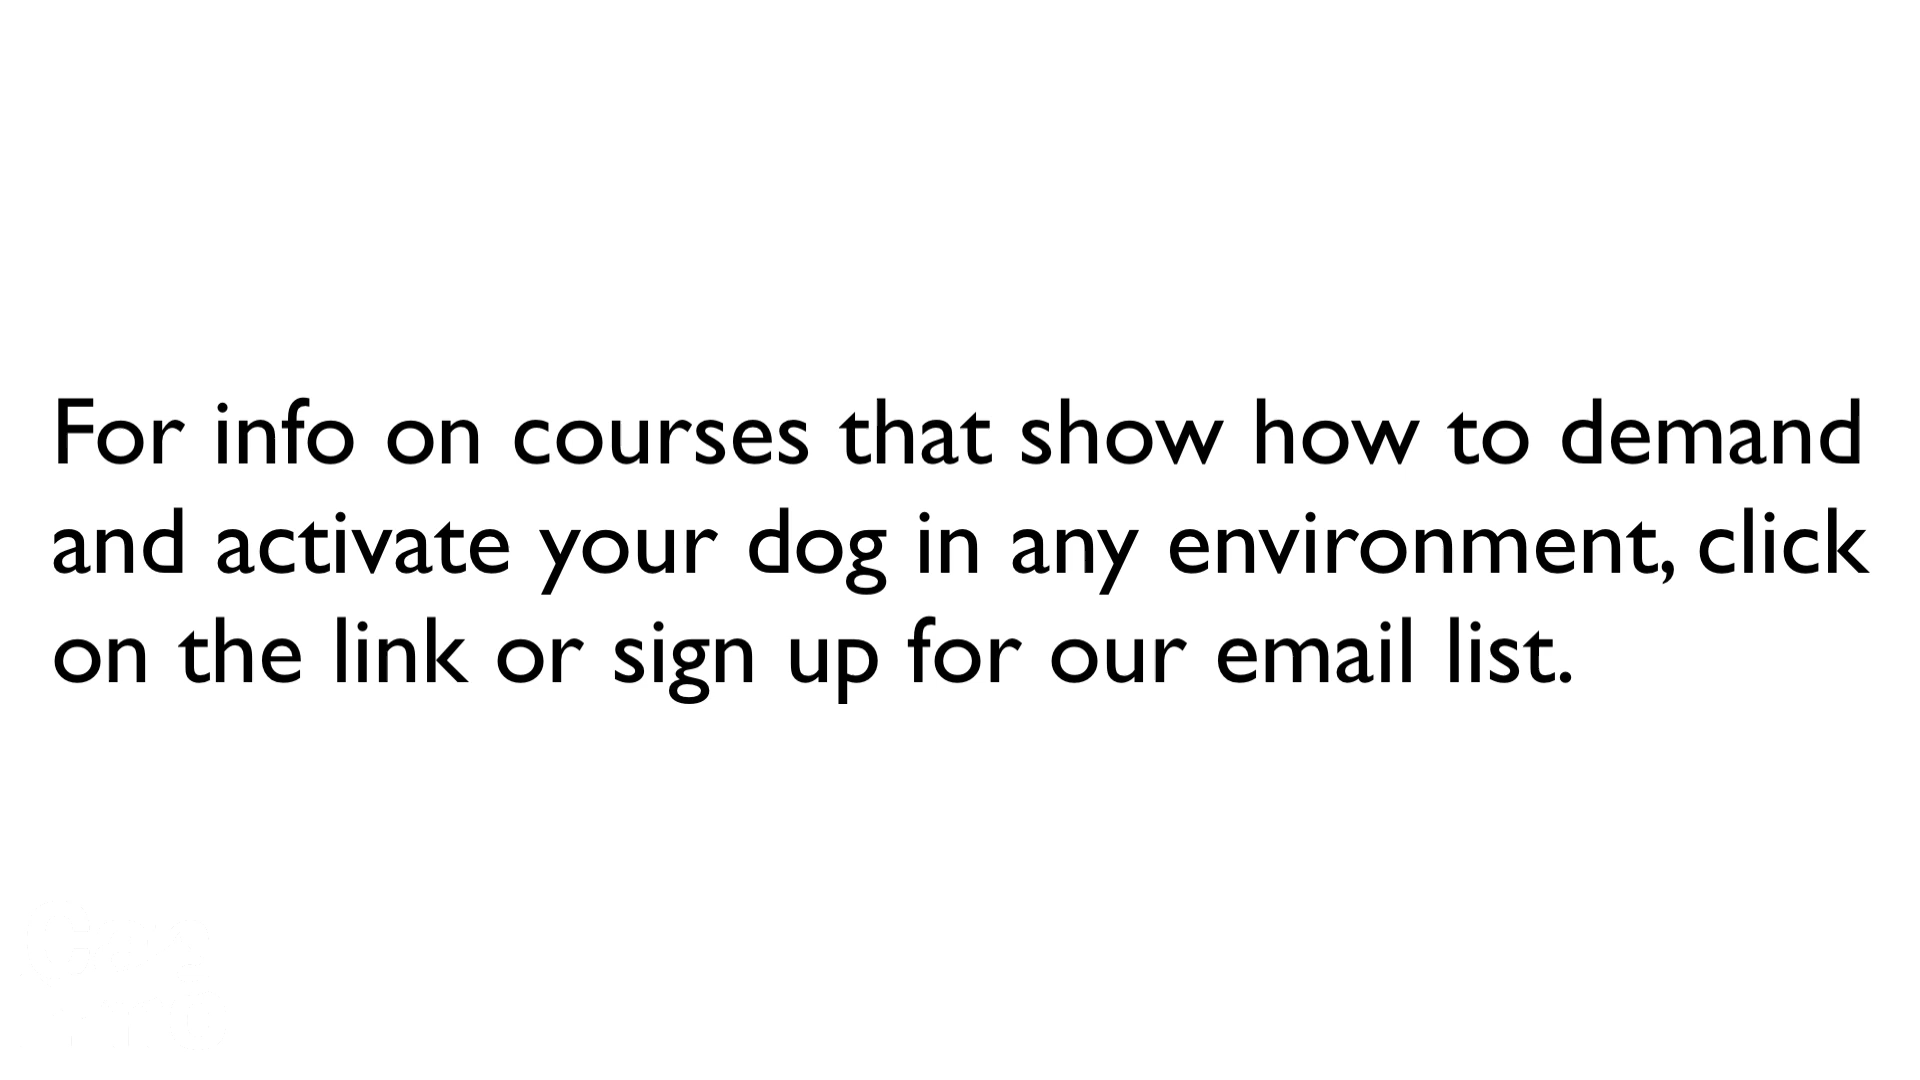 For info on courses that show how to demand
and activate your dog in any environment, click
on the link or sign up for our email list.